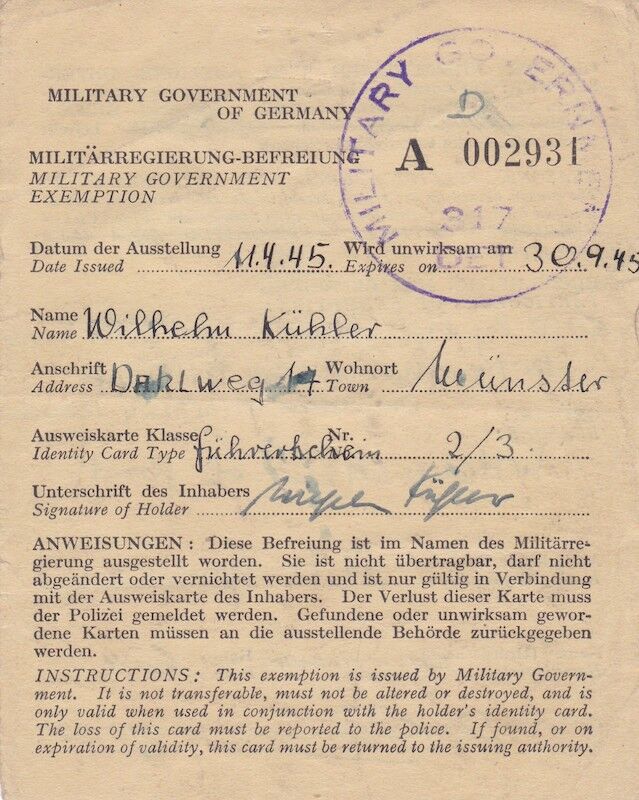 MILITARY GOVERNMENT
OF GERMANY
MILITARY GOVERNMENT
D.
A 002931
317
DET
MILITÄRREGIERUNG-BEFREIUNG
MILITARY GOVERNMENT
EXEMPTION
Datum der Ausstellung 11.4.45. Wird unwirksam am 30.9.45
Date Issued Expires on
Name Wilhelm Kühler
Name
Anschrift Dahlweg 17 Wohnort Münster
Address Town
Ausweiskarte Klasse Führerschein Nr. 2/3
Identity Card Type
Unterschrift des Inhabers
Signature of Holder
ANWEISUNGEN : Diese Befreiung ist im Namen des Militärre-
gierung ausgestellt worden. Sie ist nicht übertragbar, darf nicht
abgeändert oder vernichtet werden und ist nur gültig in Verbindung
mit der Ausweiskarte des Inhabers. Der Verlust dieser Karte muss
der Polizei gemeldet werden. Gefundene oder unwirksam gewor-
dene Karten müssen an die ausstellende Behörde zurückgegeben
werden.
INSTRUCTIONS : This exemption is issued by Military Govern-
ment. It is not transferable, must not be altered or destroyed, and is
only valid when used in conjunction with the holder's identity card.
The loss of this card must be reported to the police. If found, or on
expiration of validity, this card must be returned to the issuing authority.